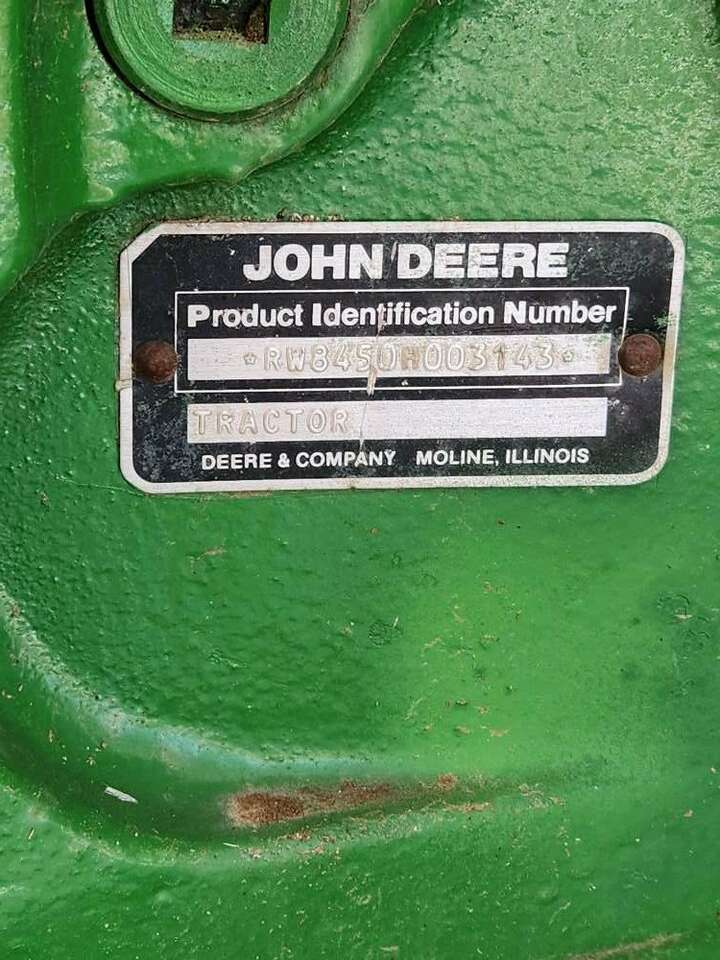 JOHN DEERE
Product Identification Number
*RW8450H003143*
TRACTOR
DEERE & COMPANY MOLINE, ILLINOIS